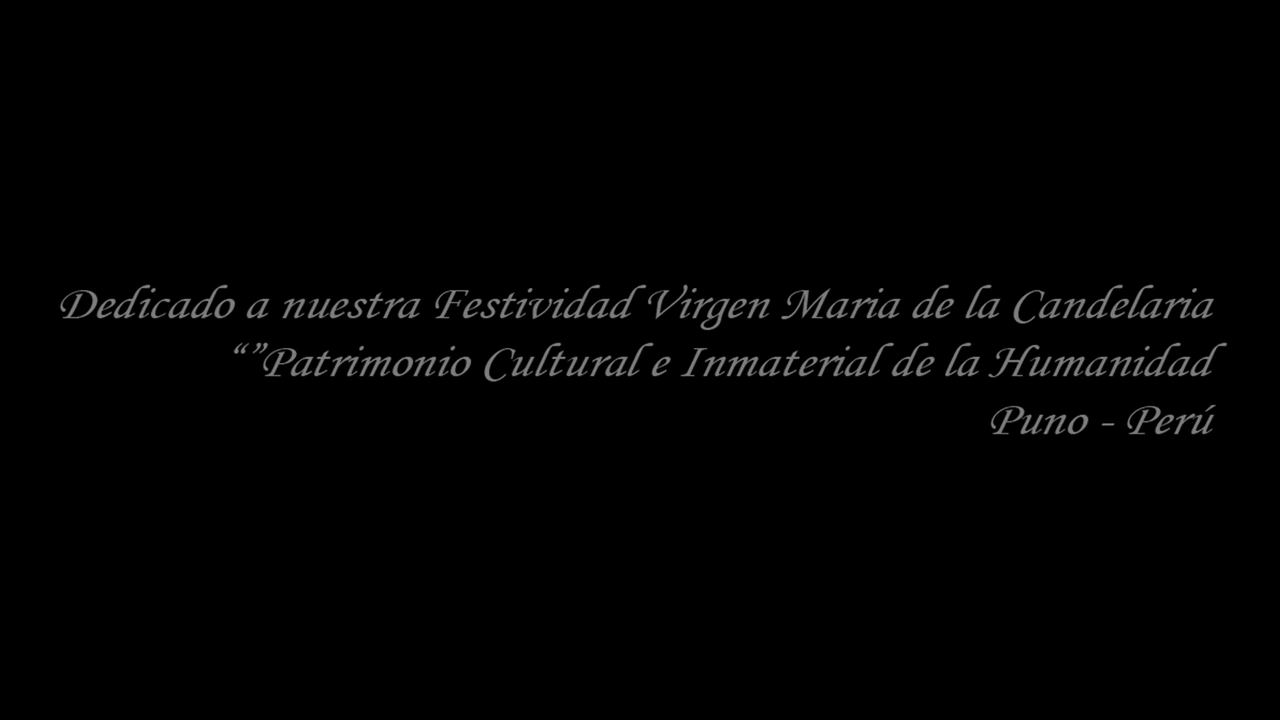 Dedicado a nuestra Festividad Virgen Maria de la Candelaria
“”Patrimonio Cultural e Inmaterial de la Humanidad
Puno - Perú